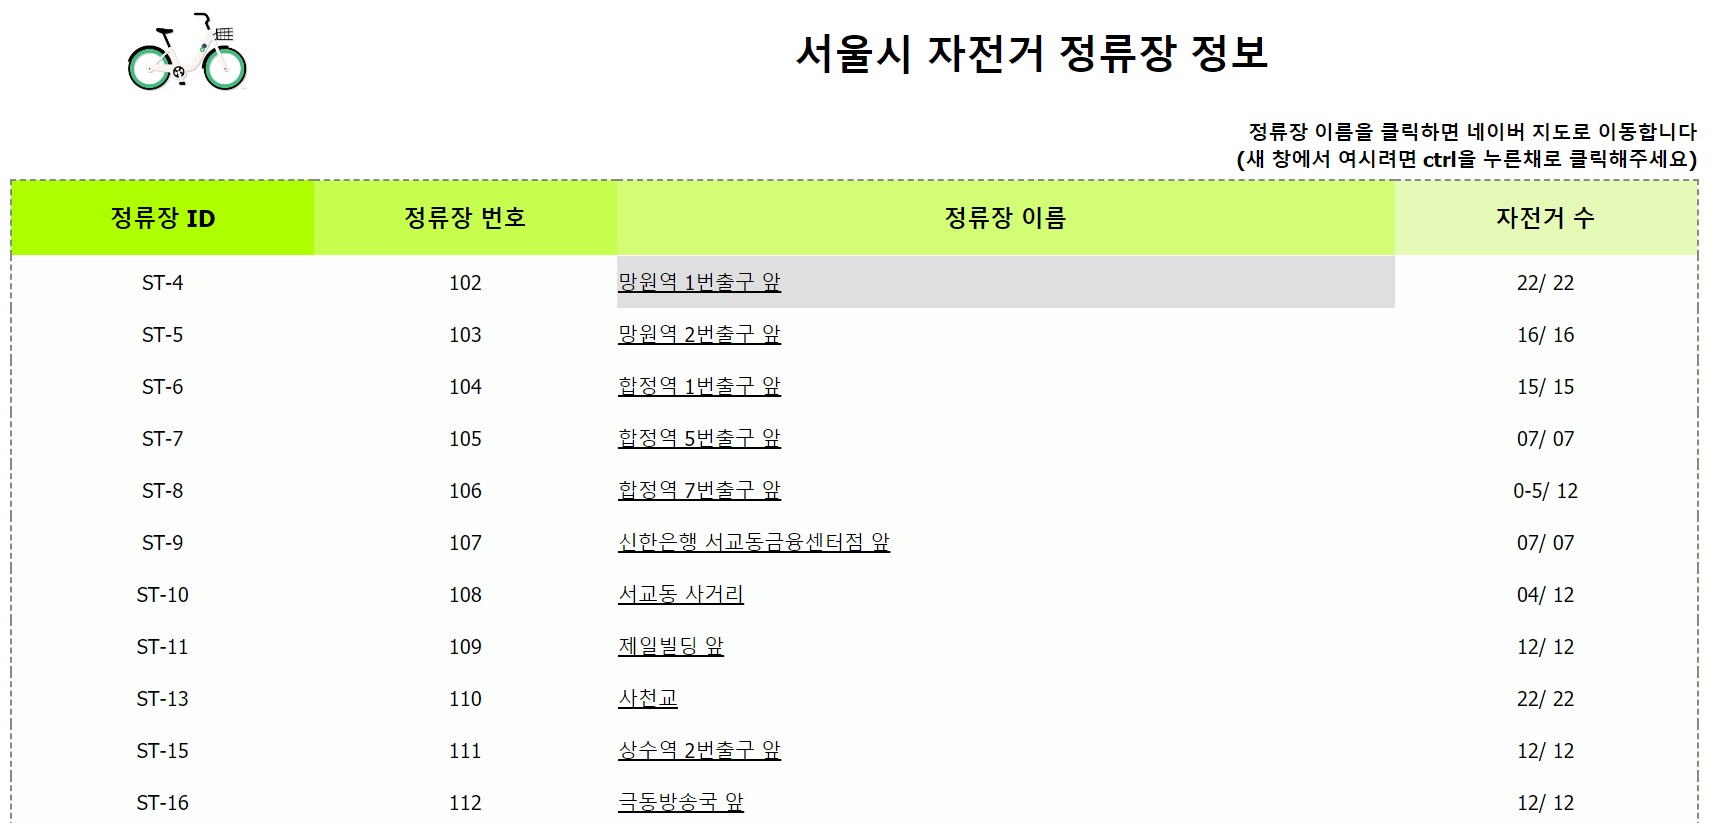 서울시 자전거 정류장 정보
정류장 이름을 클릭하면 네이버 지도로 이동합니다
(새 창에서 여시려면 ctrl을 누른채로 클릭해주세요)
정류장 ID 정류장 번호 정류장 이름 자전거 수
ST-4 102 망원역 1번출구 앞 22/ 22
ST-5 103 망원역 2번출구 앞 16/ 16
ST-6 104 합정역 1번출구 앞 15/ 15
ST-7 105 합정역 5번출구 앞 07/ 07
ST-8 106 합정역 7번출구 앞 0-5/ 12
ST-9 107 신한은행 서교동금융센터점 앞 07/ 07
ST-10 108 서교동 사거리 04/ 12
ST-11 109 제일빌딩 앞 12/ 12
ST-13 110 사천교 22/ 22
ST-15 111 상수역 2번출구 앞 12/ 12
ST-16 112 극동방송국 앞 12/ 12